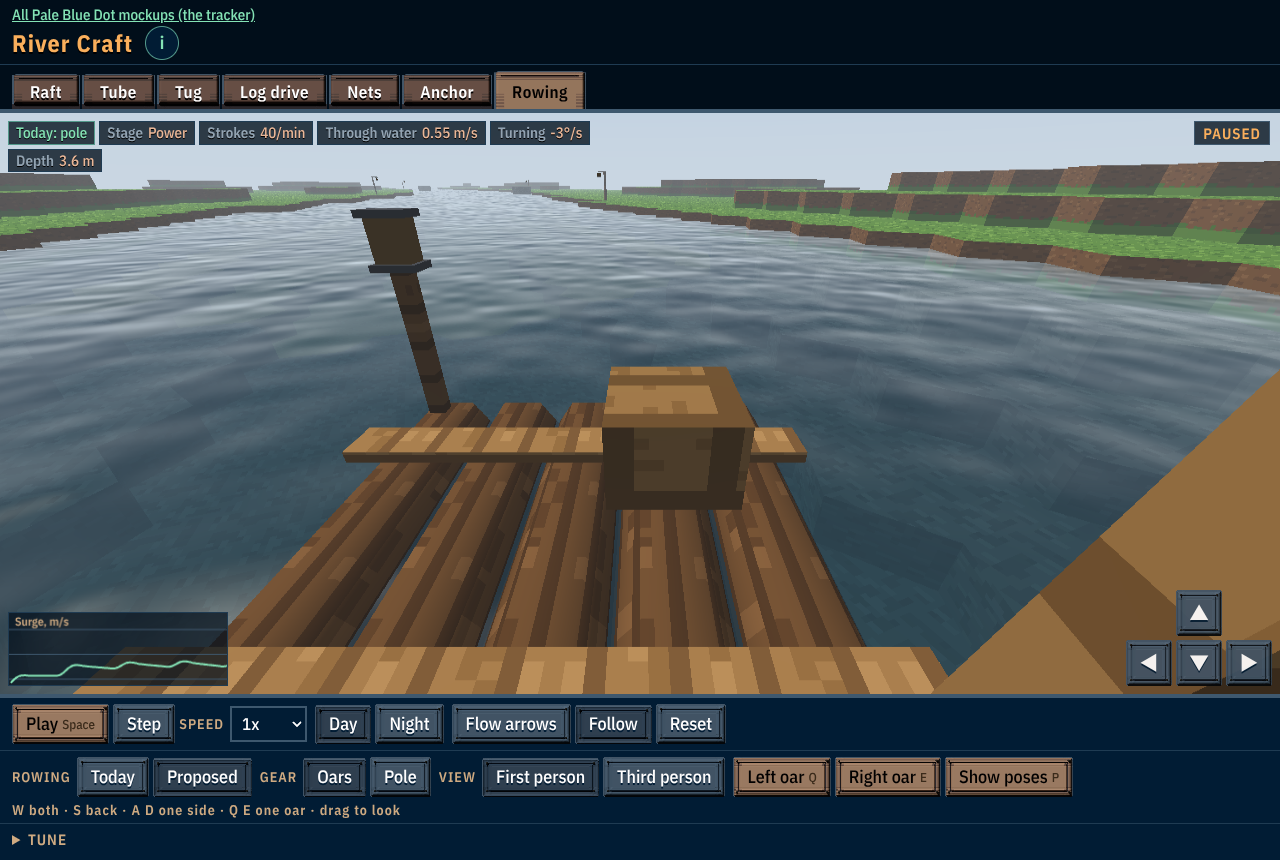 All Pale Blue Dot mockups (the tracker)
River Craft i
Raft Tube Tug Log drive Nets Anchor Rowing
Today: pole Stage Power Strokes 40/min Through water 0.55 m/s Turning -3°/s PAUSED
Depth 3.6 m
Surge, m/s
Play Space Step SPEED 1x Day Night Flow arrows Follow Reset
ROWING Today Proposed GEAR Oars Pole VIEW First person Third person Left oar Q Right oar E Show poses P
W both · S back · A D one side · Q E one oar · drag to look
TUNE